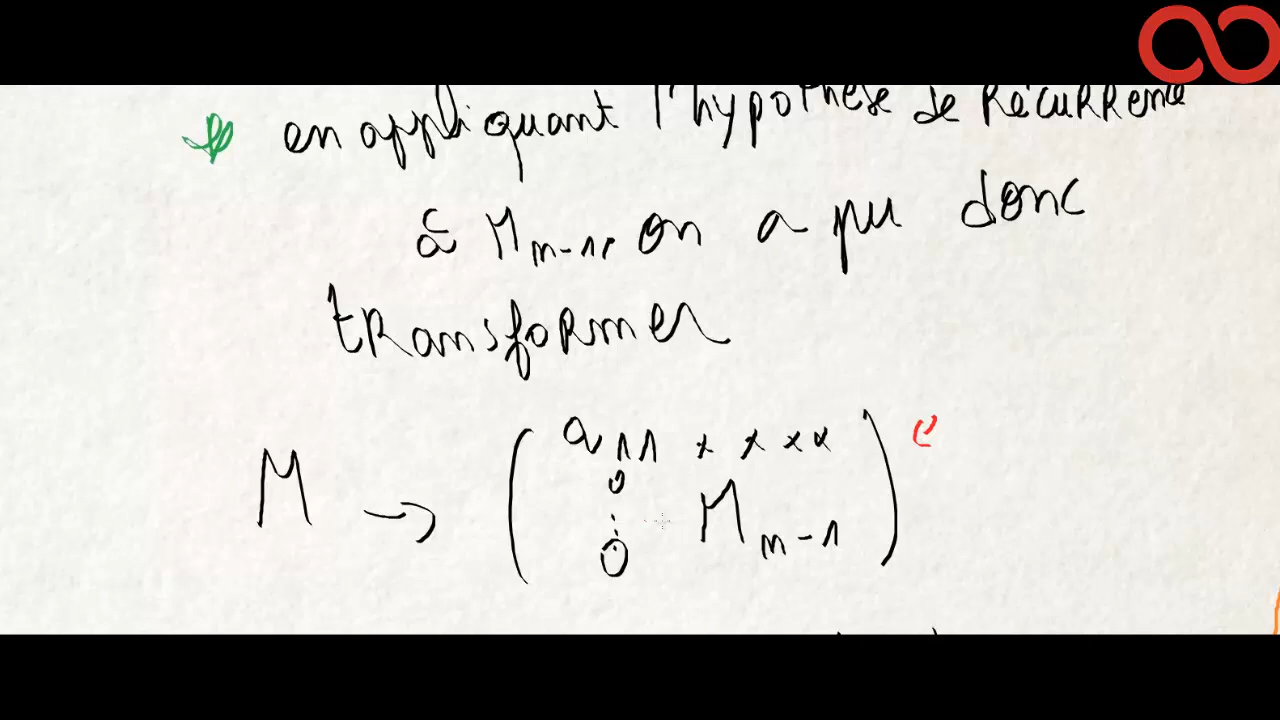 en appliquant l'hypothèse de récurrence
à Mn-1, on a pu donc
transformer
M → ( a11 x x x x
0
⋮ Mn-1 )
0